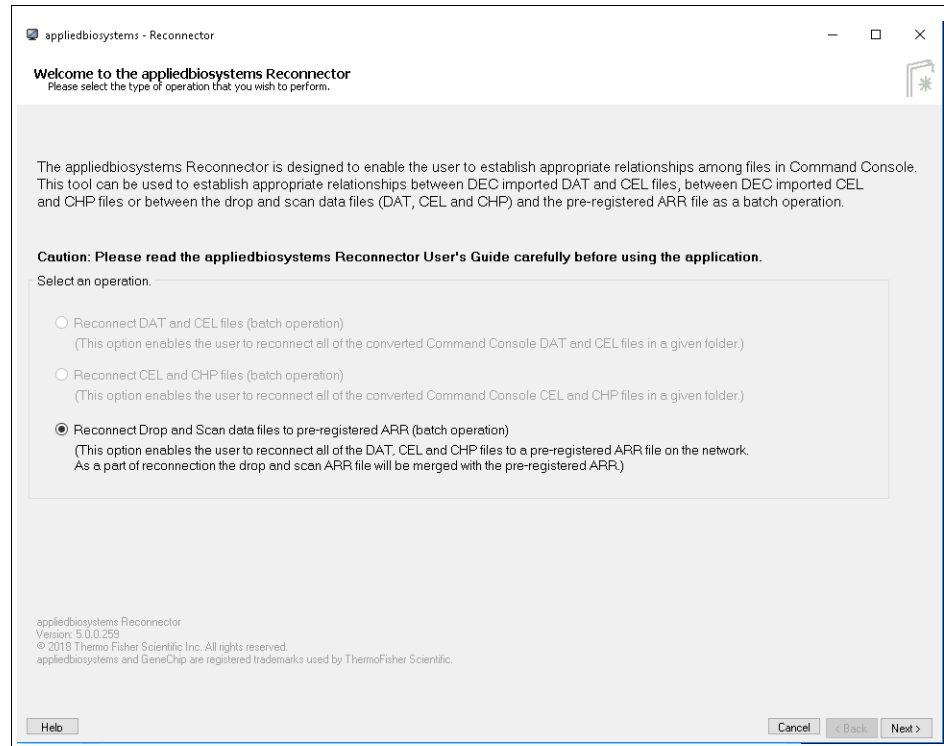 appliedbiosystems - Reconnector
Welcome to the appliedbiosystems Reconnector
Please select the type of operation that you wish to perform.
The appliedbiosystems Reconnector is designed to enable the user to establish appropriate relationships among files in Command Console.
This tool can be used to establish appropriate relationships between DEC imported DAT and CEL files, between DEC imported CEL
and CHP files or between the drop and scan data files (DAT, CEL and CHP) and the pre-registered ARR file as a batch operation.
Caution: Please read the appliedbiosystems Reconnector User's Guide carefully before using the application.
Select an operation.
Reconnect DAT and CEL files (batch operation)
(This option enables the user to reconnect all of the converted Command Console DAT and CEL files in a given folder.)
Reconnect CEL and CHP files (batch operation)
(This option enables the user to reconnect all of the converted Command Console CEL and CHP files in a given folder.)
Reconnect Drop and Scan data files to pre-registered ARR (batch operation)
(This option enables the user to reconnect all of the DAT, CEL and CHP files to a pre-registered ARR file on the network.
As a part of reconnection the drop and scan ARR file will be merged with the pre-registered ARR.)
appliedbiosystems Reconnector
Version: 5.0.0.259
© 2018 Thermo Fisher Scientific Inc. All rights reserved.
appliedbiosystems and GeneChip are registered trademarks used by ThermoFisher Scientific.
Help
Cancel < Back Next >